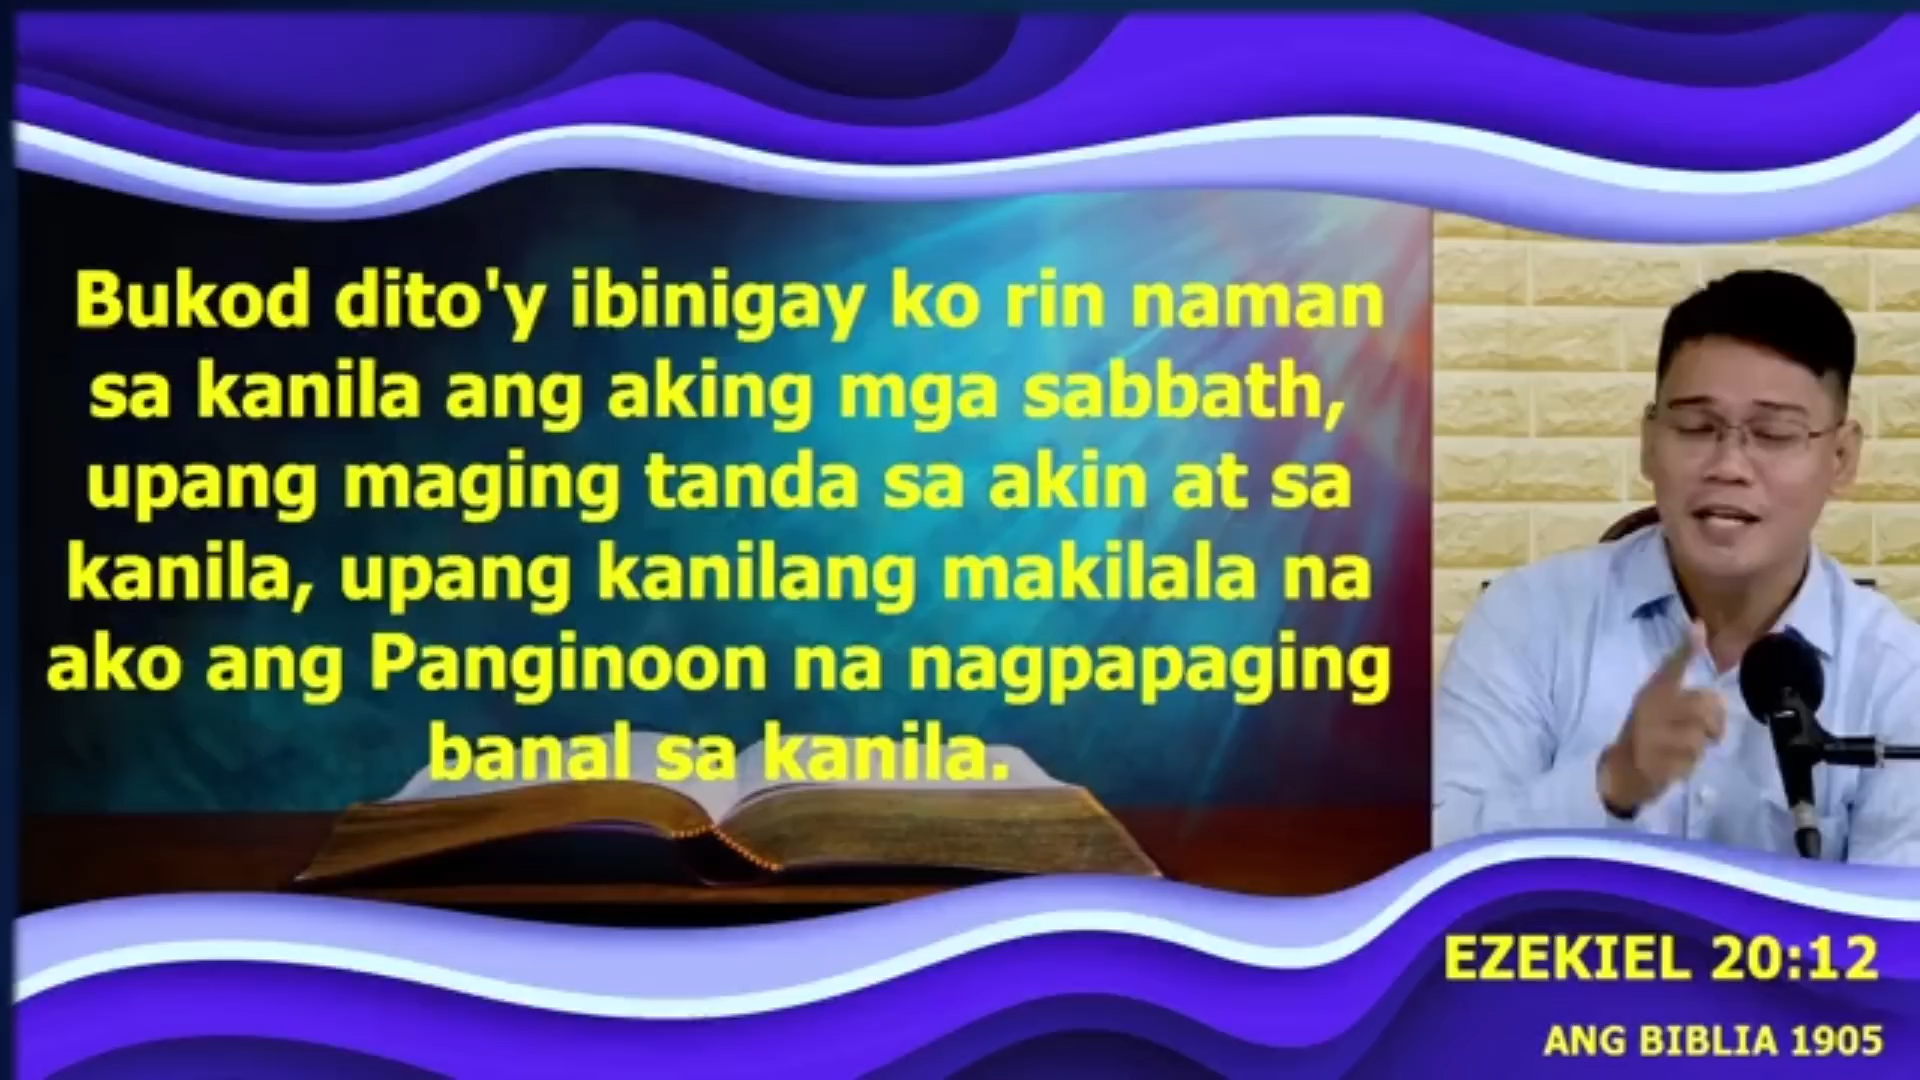 Bukod dito'y ibinigay ko rin naman
sa kanila ang aking mga sabbath,
upang maging tanda sa akin at sa
kanila, upang kanilang makilala na
ako ang Panginoon na nagpapaging
banal sa kanila.
EZEKIEL 20:12
ANG BIBLIA 1905